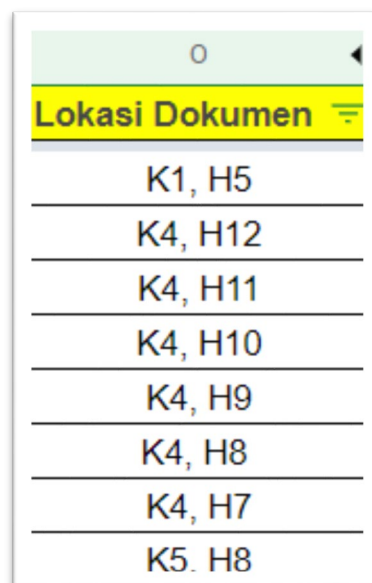 O
Lokasi Dokumen
K1, H5
K4, H12
K4, H11
K4, H10
K4, H9
K4, H8
K4, H7
K5, H8